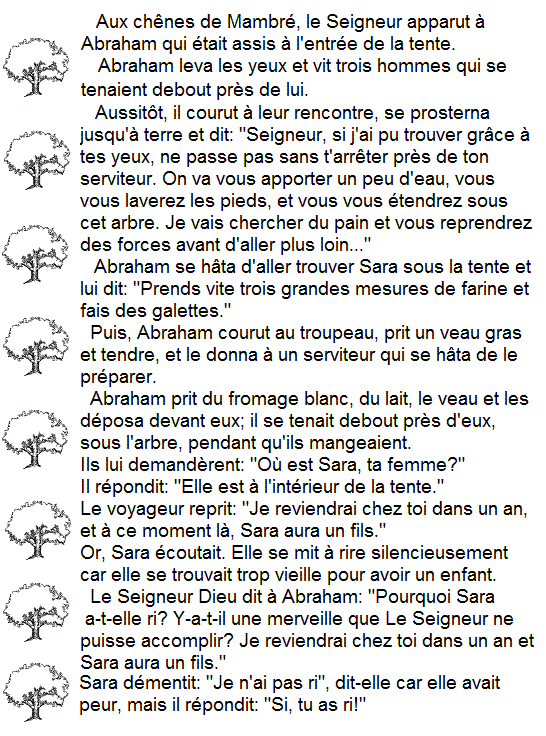 Aux chênes de Mambré, le Seigneur apparut à
Abraham qui était assis à l'entrée de la tente.
Abraham leva les yeux et vit trois hommes qui se
tenaient debout près de lui.
Aussitôt, il courut à leur rencontre, se prosterna
jusqu'à terre et dit: "Seigneur, si j'ai pu trouver grâce à
tes yeux, ne passe pas sans t'arrêter près de ton
serviteur. On va vous apporter un peu d'eau, vous
vous laverez les pieds, et vous vous étendrez sous
cet arbre. Je vais chercher du pain et vous reprendrez
des forces avant d'aller plus loin..."
Abraham se hâta d'aller trouver Sara sous la tente et
lui dit: "Prends vite trois grandes mesures de farine et
fais des galettes."
Puis, Abraham courut au troupeau, prit un veau gras
et tendre, et le donna à un serviteur qui se hâta de le
préparer.
Abraham prit du fromage blanc, du lait, le veau et les
déposa devant eux; il se tenait debout près d'eux,
sous l'arbre, pendant qu'ils mangeaient.
Ils lui demandèrent: "Où est Sara, ta femme?"
Il répondit: "Elle est à l'intérieur de la tente."
Le voyageur reprit: "Je reviendrai chez toi dans un an,
et à ce moment là, Sara aura un fils."
Or, Sara écoutait. Elle se mit à rire silencieusement
car elle se trouvait trop vieille pour avoir un enfant.
Le Seigneur Dieu dit à Abraham: "Pourquoi Sara
a-t-elle ri? Y-a-t-il une merveille que Le Seigneur ne
puisse accomplir? Je reviendrai chez toi dans un an et
Sara aura un fils."
Sara démentit: "Je n'ai pas ri", dit-elle car elle avait
peur, mais il répondit: "Si, tu as ri!"